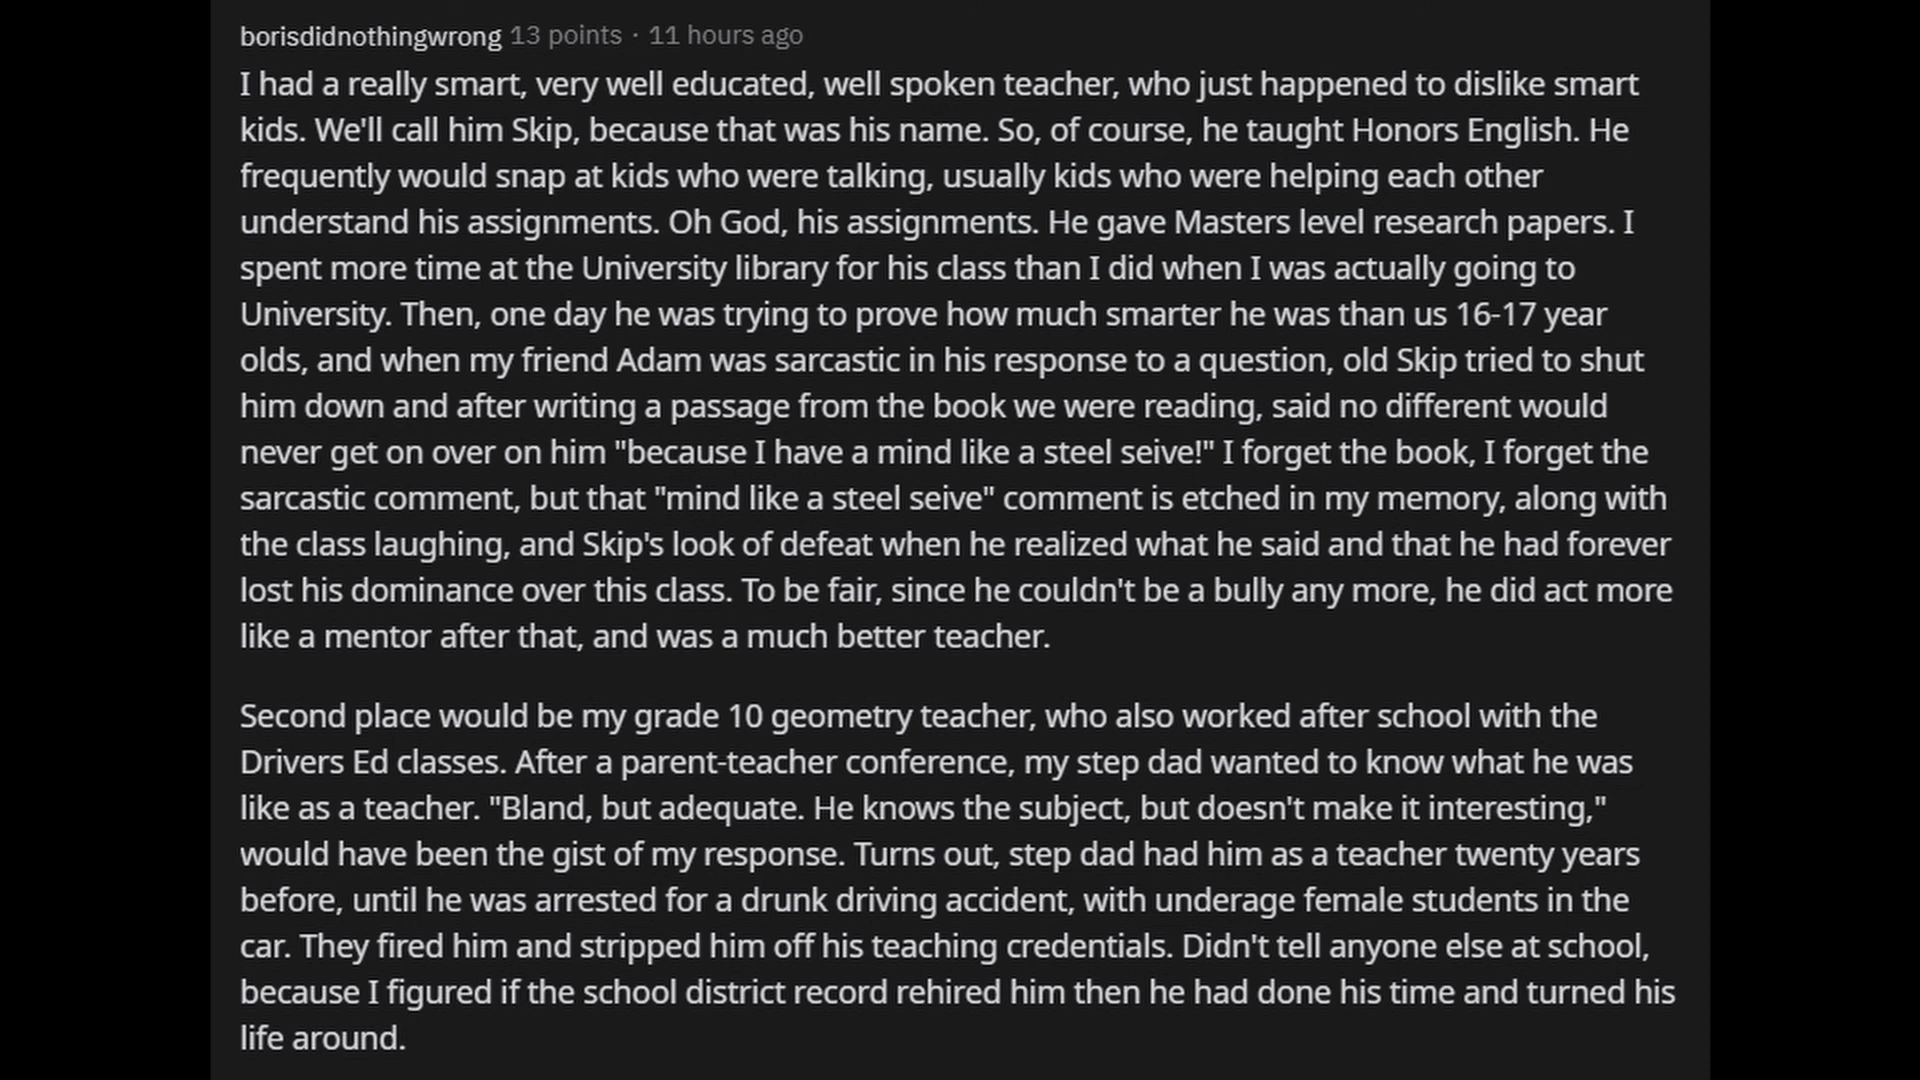 borisdidnothingwrong 13 points · 11 hours ago
I had a really smart, very well educated, well spoken teacher, who just happened to dislike smart
kids. We'll call him Skip, because that was his name. So, of course, he taught Honors English. He
frequently would snap at kids who were talking, usually kids who were helping each other
understand his assignments. Oh God, his assignments. He gave Masters level research papers. I
spent more time at the University library for his class than I did when I was actually going to
University. Then, one day he was trying to prove how much smarter he was than us 16-17 year
olds, and when my friend Adam was sarcastic in his response to a question, old Skip tried to shut
him down and after writing a passage from the book we were reading, said no different would
never get on over on him "because I have a mind like a steel seive!" I forget the book, I forget the
sarcastic comment, but that "mind like a steel seive" comment is etched in my memory, along with
the class laughing, and Skip's look of defeat when he realized what he said and that he had forever
lost his dominance over this class. To be fair, since he couldn't be a bully any more, he did act more
like a mentor after that, and was a much better teacher.
Second place would be my grade 10 geometry teacher, who also worked after school with the
Drivers Ed classes. After a parent-teacher conference, my step dad wanted to know what he was
like as a teacher. "Bland, but adequate. He knows the subject, but doesn't make it interesting,"
would have been the gist of my response. Turns out, step dad had him as a teacher twenty years
before, until he was arrested for a drunk driving accident, with underage female students in the
car. They fired him and stripped him off his teaching credentials. Didn't tell anyone else at school,
because I figured if the school district record rehired him then he had done his time and turned his
life around.